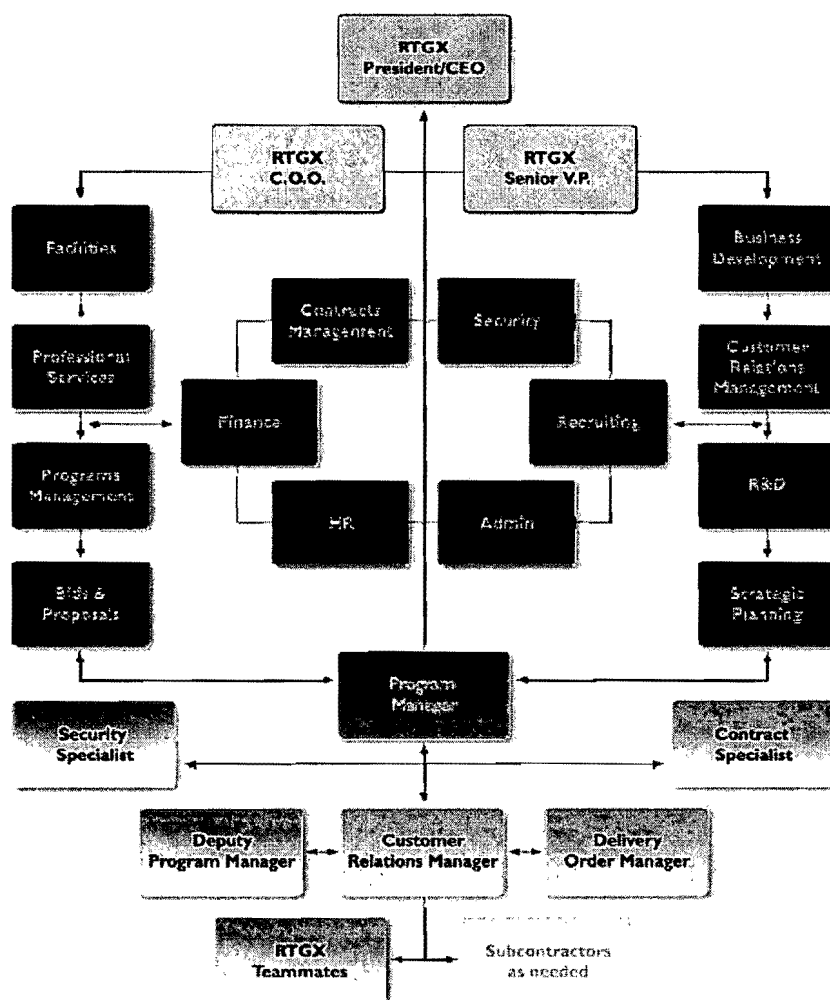 RTGX
President/CEO
RTGX
C.O.O.
RTGX
Senior V.P.
Facilities
Business
Development
Contracts
Management
Security
Professional
Services
Customer
Relations
Management
Finance
Recruiting
Programs
Management
R&D
HR
Admin
Bids &
Proposals
Strategic
Planning
Program
Manager
Security
Specialist
Contract
Specialist
Deputy
Program Manager
Customer
Relations Manager
Delivery
Order Manager
RTGX
Teammates
Subcontractors
as needed